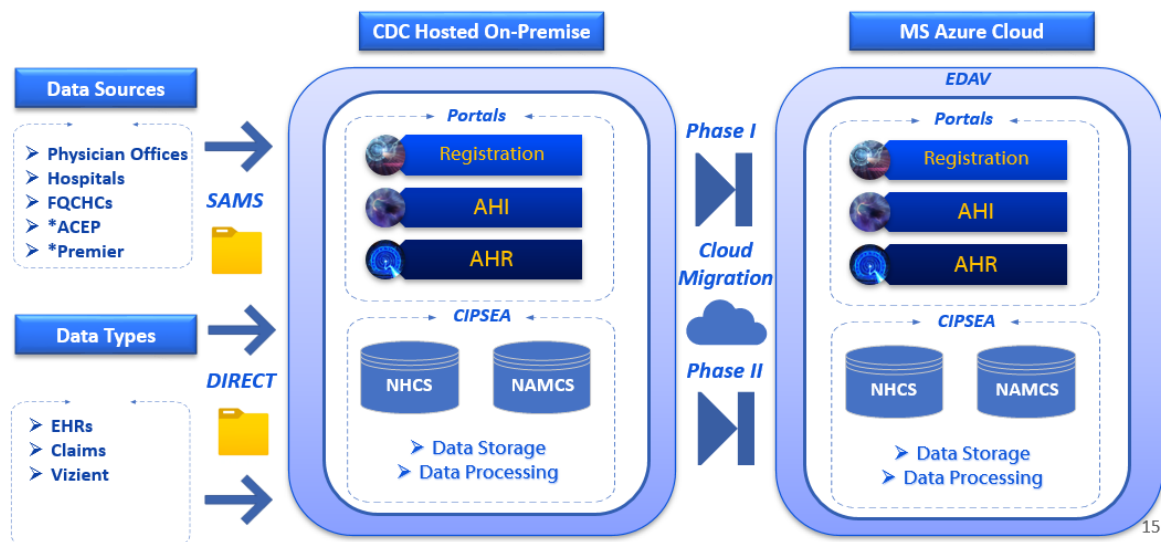 CDC Hosted On-Premise
MS Azure Cloud
Data Sources
Physician Offices
Hospitals
FQCHCs
*ACEP
*Premier
Data Types
EHRs
Claims
Vizient
SAMS
DIRECT
Portals
Registration
AHI
AHR
CIPSEA
NHCS
NAMCS
Data Storage
Data Processing
Phase I
Cloud
Migration
Phase II
EDAV
Portals
Registration
AHI
AHR
CIPSEA
NHCS
NAMCS
Data Storage
Data Processing
15